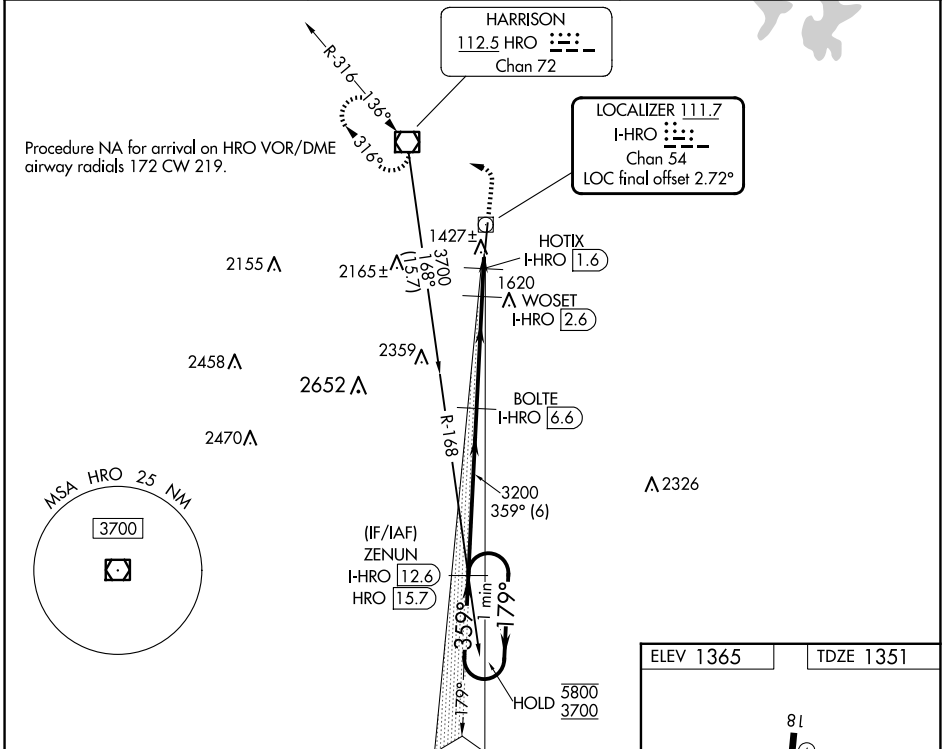 HARRISON
112.5 HRO
Chan 72
R-316
136°
316°
LOCALIZER 111.7
I-HRO
Chan 54
LOC final offset 2.72°
Procedure NA for arrival on HRO VOR/DME
airway radials 172 CW 219.
1427±
HOTIX
I-HRO 1.6
2155
2165±
3700
168°
(15.7)
1620
WOSET
I-HRO 2.6
2458
2359
2652
BOLTE
I-HRO 6.6
2470
R-168
MSA HRO 25 NM
3700
3200
359° (6)
2326
(IF/IAF)
ZENUN
I-HRO 12.6
HRO 15.7
359°
1 min
179°
179°
HOLD 5800
3700
ELEV 1365
TDZE 1351
18